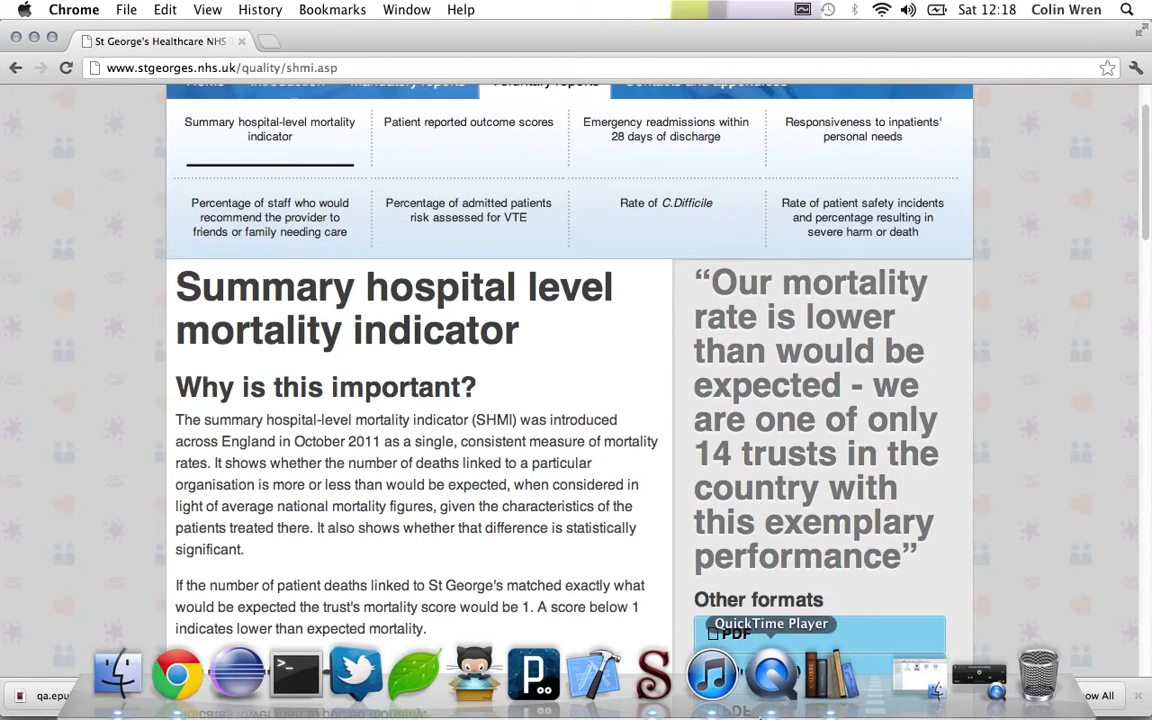 Chrome File Edit View History Bookmarks Window Help Sat 12:18 Colin Wren
St George's Healthcare NHS
www.stgeorges.nhs.uk/quality/shmi.asp
Home Introduction Mandatory reports Voluntary reports Contacts and appendices
Summary hospital-level mortality
indicator
Patient reported outcome scores
Emergency readmissions within
28 days of discharge
Responsiveness to inpatients'
personal needs
Percentage of staff who would
recommend the provider to
friends or family needing care
Percentage of admitted patients
risk assessed for VTE
Rate of C.Difficile
Rate of patient safety incidents
and percentage resulting in
severe harm or death
Summary hospital level
mortality indicator
Why is this important?
The summary hospital-level mortality indicator (SHMI) was introduced
across England in October 2011 as a single, consistent measure of mortality
rates. It shows whether the number of deaths linked to a particular
organisation is more or less than would be expected, when considered in
light of average national mortality figures, given the characteristics of the
patients treated there. It also shows whether that difference is statistically
significant.
If the number of patient deaths linked to St George's matched exactly what
would be expected the trust's mortality score would be 1. A score below 1
indicates lower than expected mortality.
“Our mortality
rate is lower
than would be
expected - we
are one of only
14 trusts in the
country with
this exemplary
performance”
Other formats
QuickTime Player
PDF
qa.epu
Show All